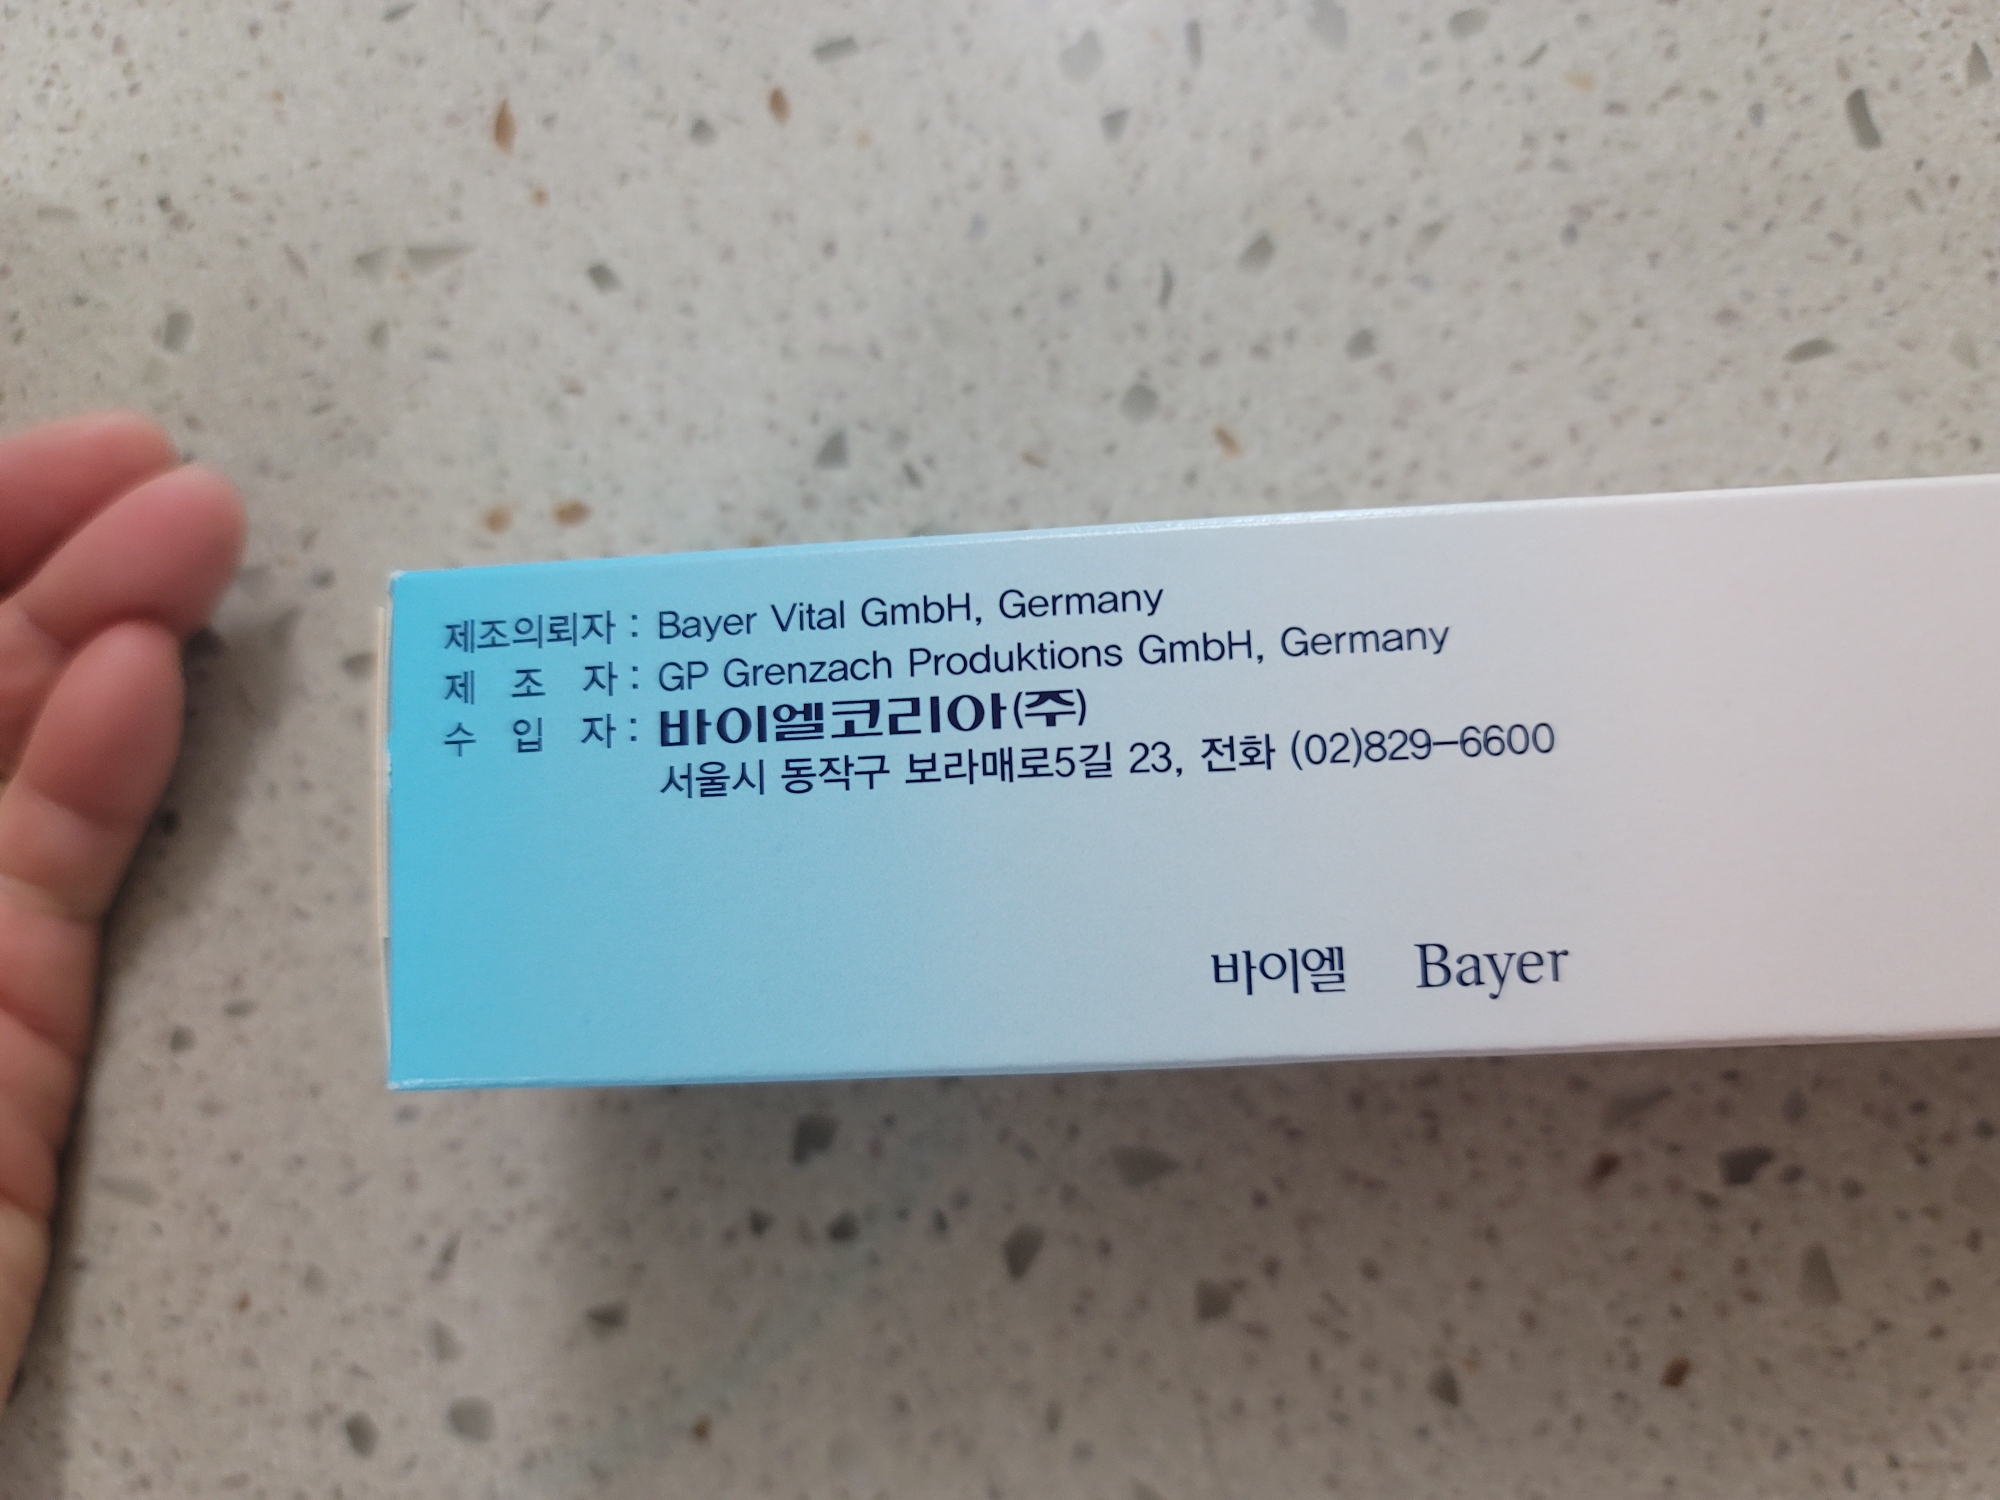 제조의뢰자 : Bayer Vital GmbH, Germany
제 조 자 : GP Grenzach Produktions GmbH, Germany
수 입 자 : 바이엘코리아(주)
서울시 동작구 보라매로5길 23, 전화 (02)829-6600
바이엘 Bayer